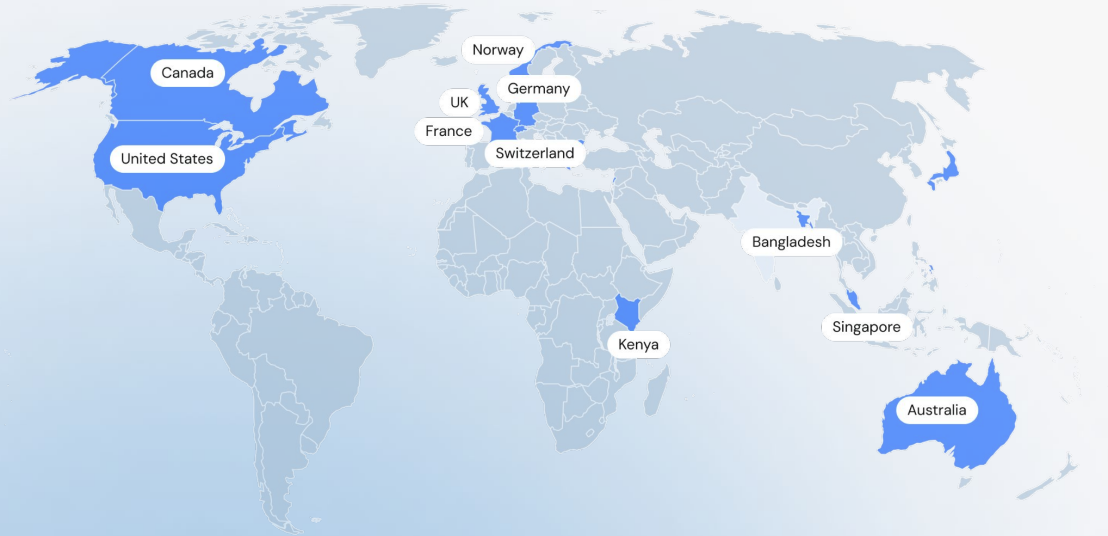 Norway
Canada
Germany
UK
France
Switzerland
United States
Bangladesh
Singapore
Kenya
Australia